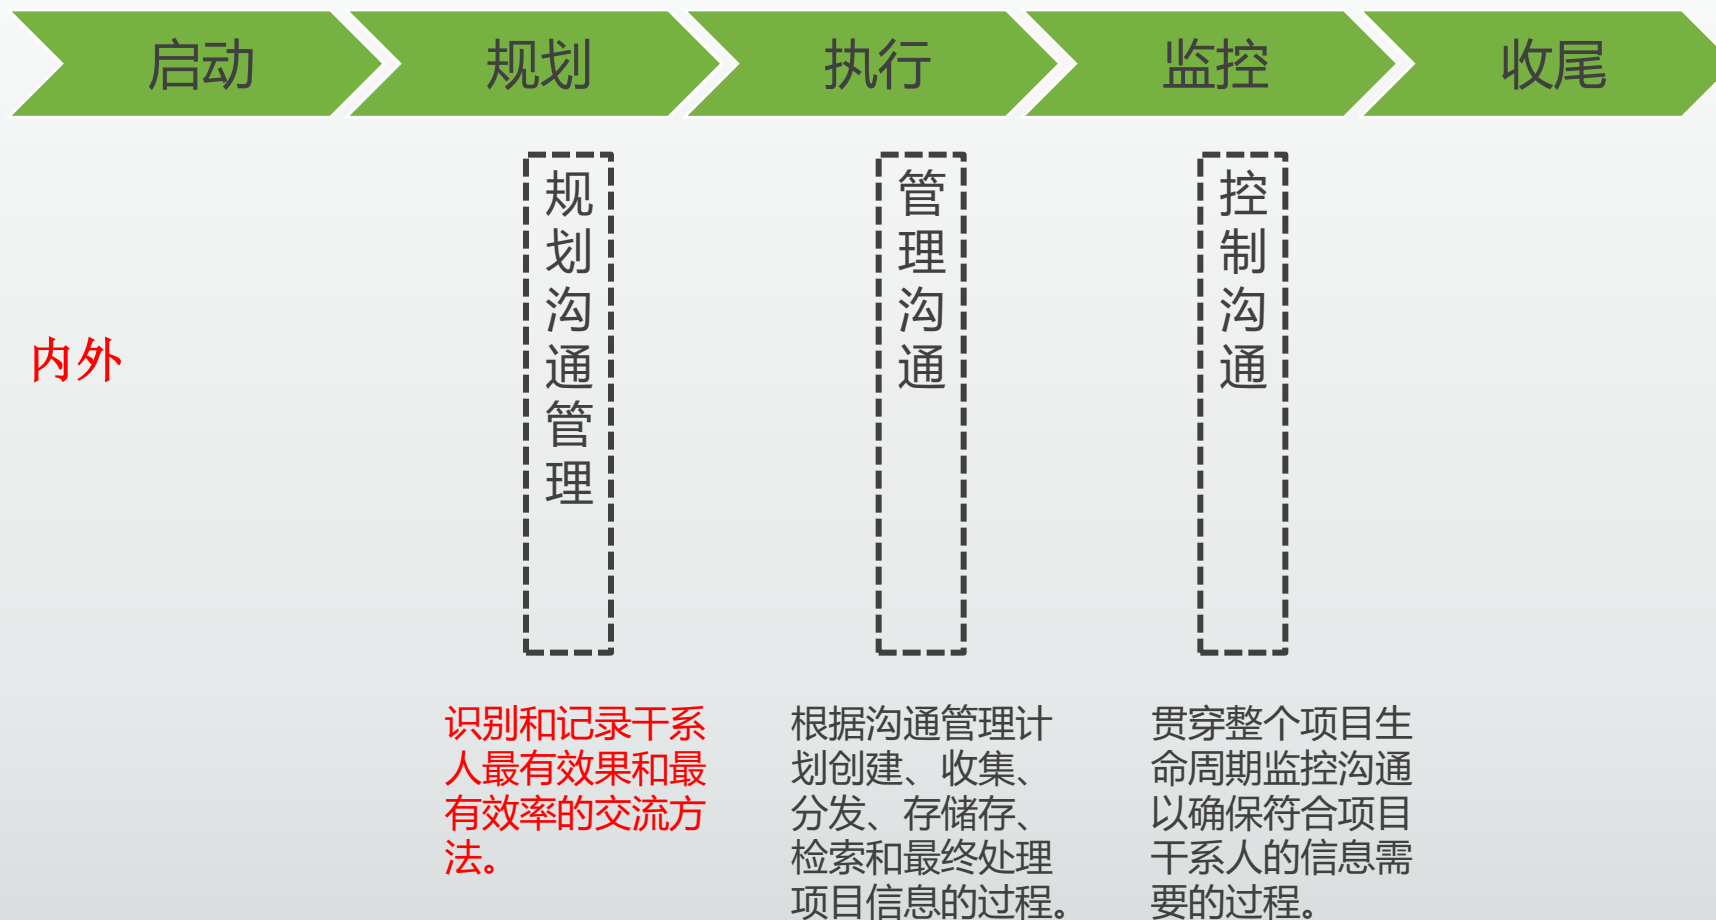 启动
规划
执行
监控
收尾
规划沟通管理
管理沟通
控制沟通
内外
识别和记录干系
人最有效果和最
有效率的交流方
法。
根据沟通管理计
划创建、收集、
分发、存储存、
检索和最终处理
项目信息的过程。
贯穿整个项目生
命周期监控沟通
以确保符合项目
干系人的信息需
要的过程。